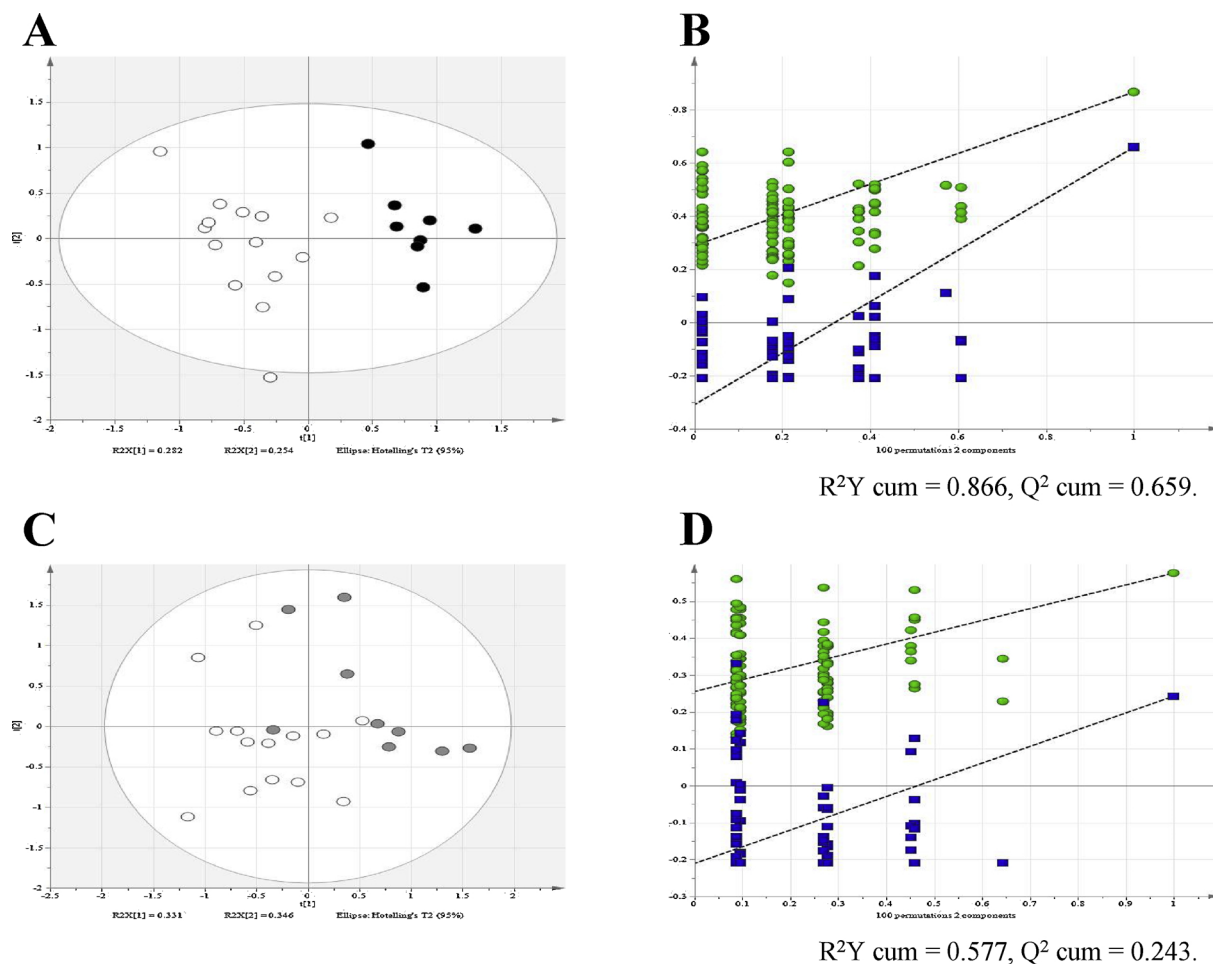 A
B
1.5
1
0.5
0
-0.5
-1
-1.5
-2
t[2]
-2 -1.5 -1 -0.5 0 0.5 1 1.5
t[1]
R2X[1] = 0.282 R2X[2] = 0.254 Ellipse: Hotelling's T2 (95%)
0.8
0.6
0.4
0.2
0
-0.2
-0.4
0 0.2 0.4 0.6 0.8 1
100 permutations 2 components
R²Y cum = 0.866, Q² cum = 0.659.
C
D
1.5
1
0.5
0
-0.5
-1
-1.5
-2
t[2]
-2.5 -2 -1.5 -1 -0.5 0 0.5 1 1.5 2
t[1]
R2X[1] = 0.331 R2X[2] = 0.346 Ellipse: Hotelling's T2 (95%)
0.5
0.4
0.3
0.2
0.1
0
-0.1
-0.2
-0.3
0 0.1 0.2 0.3 0.4 0.5 0.6 0.7 0.8 0.9 1
100 permutations 2 components
R²Y cum = 0.577, Q² cum = 0.243.